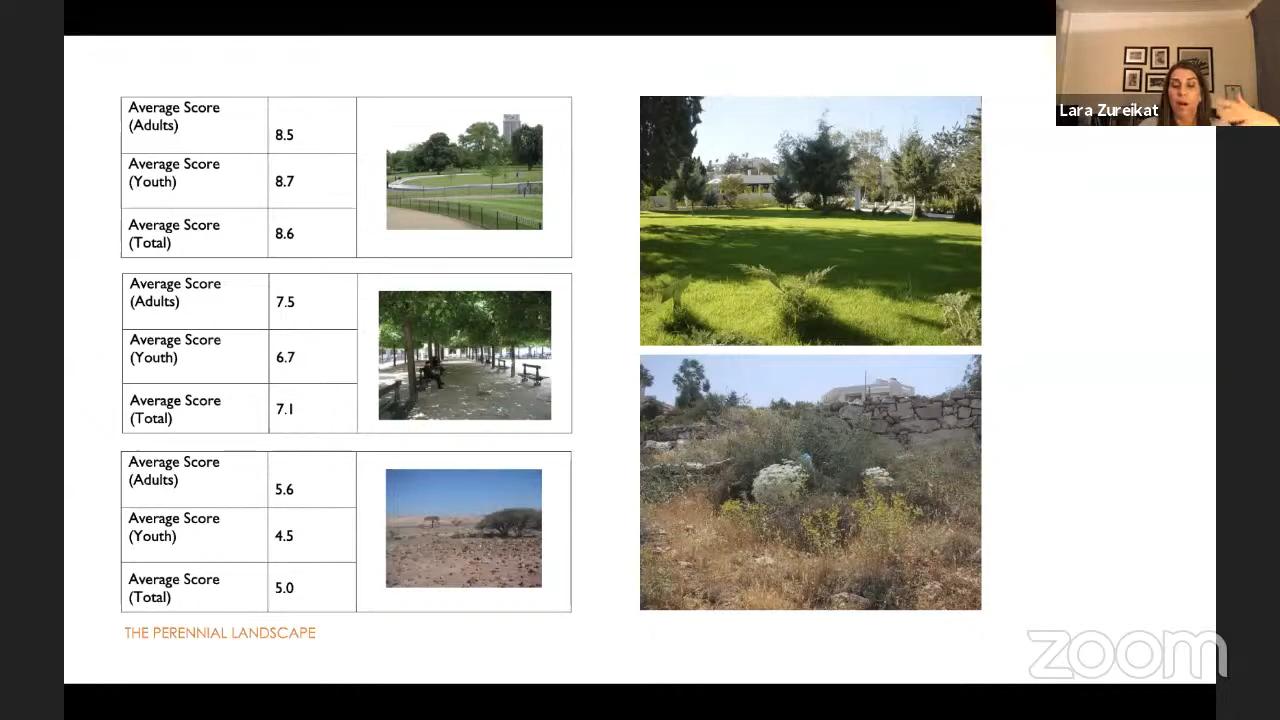 Average Score
(Adults)
8.5
Average Score
(Youth)
8.7
Average Score
(Total)
8.6
Average Score
(Adults)
7.5
Average Score
(Youth)
6.7
Average Score
(Total)
7.1
Average Score
(Adults)
5.6
Average Score
(Youth)
4.5
Average Score
(Total)
5.0
THE PERENNIAL LANDSCAPE
Lara Zureikat
zoom